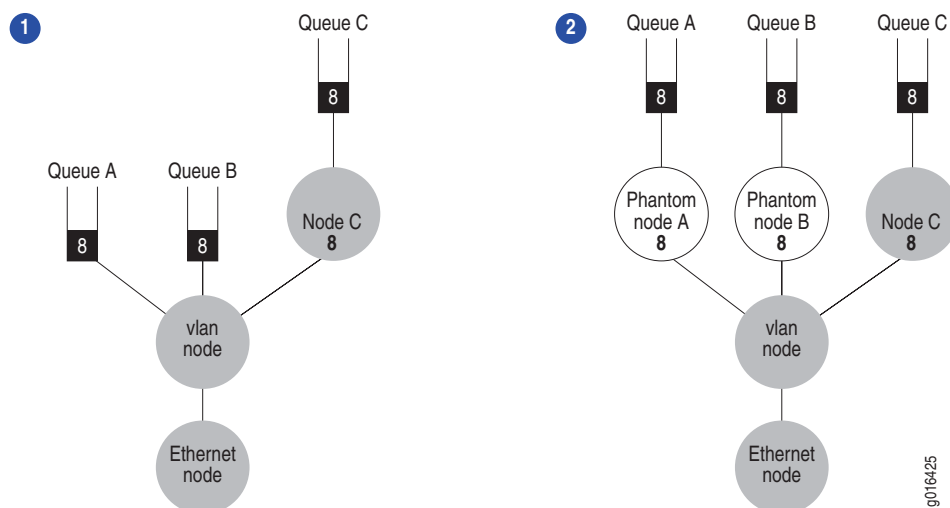 1
Queue C
8
Queue A
Queue B
8
8
Node C
8
vlan
node
Ethernet
node
2
Queue A
Queue B
Queue C
8
8
8
Phantom
node A
8
Phantom
node B
8
Node C
8
vlan
node
Ethernet
node
g016425